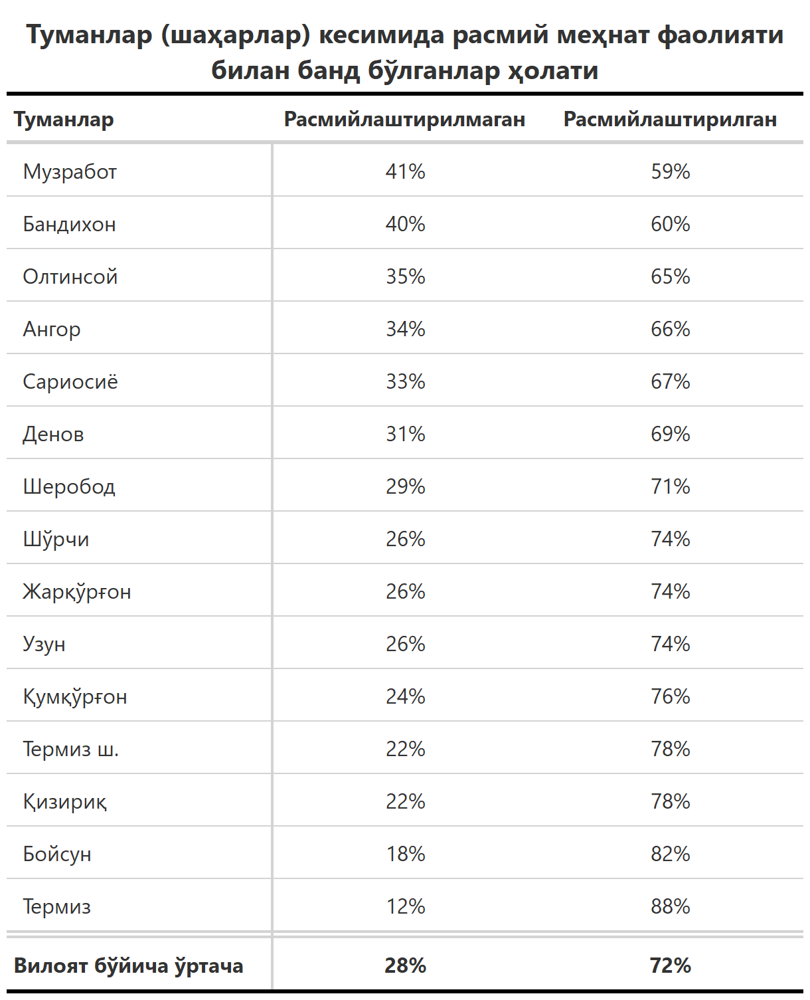 Туманлар (шаҳарлар) кесимида расмий меҳнат фаолияти
билан банд бўлганлар ҳолати
Туманлар Расмийлаштирилмаган Расмийлаштирилган
Музработ 41% 59%
Бандихон 40% 60%
Олтинсой 35% 65%
Ангор 34% 66%
Сариосиё 33% 67%
Денов 31% 69%
Шеробод 29% 71%
Шўрчи 26% 74%
Жарқўрғон 26% 74%
Узун 26% 74%
Қумқўрғон 24% 76%
Термиз ш. 22% 78%
Қизириқ 22% 78%
Бойсун 18% 82%
Термиз 12% 88%
Вилоят бўйича ўртача 28% 72%